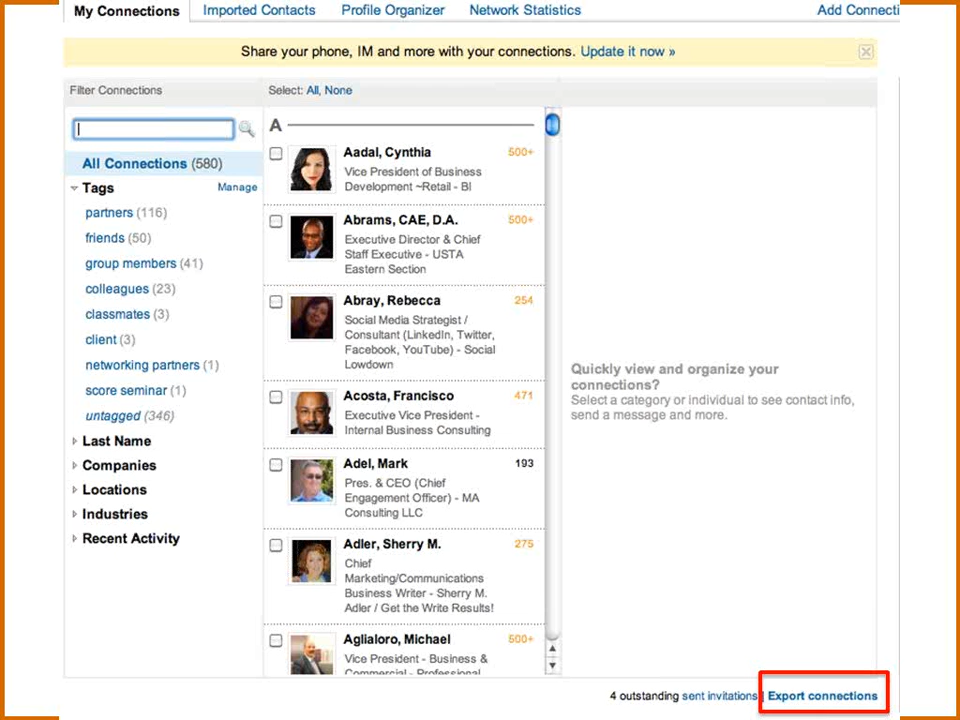 My Connections
Imported Contacts
Profile Organizer
Network Statistics
Add Connecti
Share your phone, IM and more with your connections. Update it now »
Filter Connections
Select: All, None
All Connections (580)
Tags
Manage
partners (116)
friends (50)
group members (41)
colleagues (23)
classmates (3)
client (3)
networking partners (1)
score seminar (1)
untagged (346)
Last Name
Companies
Locations
Industries
Recent Activity
A
Aadal, Cynthia 500+
Vice President of Business
Development ~Retail - BI
Abrams, CAE, D.A. 500+
Executive Director & Chief
Staff Executive - USTA
Eastern Section
Abray, Rebecca 254
Social Media Strategist /
Consultant (LinkedIn, Twitter,
Facebook, YouTube) - Social
Lowdown
Acosta, Francisco 471
Executive Vice President -
Internal Business Consulting
Adel, Mark 193
Pres. & CEO (Chief
Engagement Officer) - MA
Consulting LLC
Adler, Sherry M. 275
Chief
Marketing/Communications
Business Writer - Sherry M.
Adler / Get the Write Results!
Aglialoro, Michael 500+
Vice President - Business &
Commercial - Professional
Quickly view and organize your
connections?
Select a category or individual to see contact info,
send a message and more.
4 outstanding sent invitations | Export connections